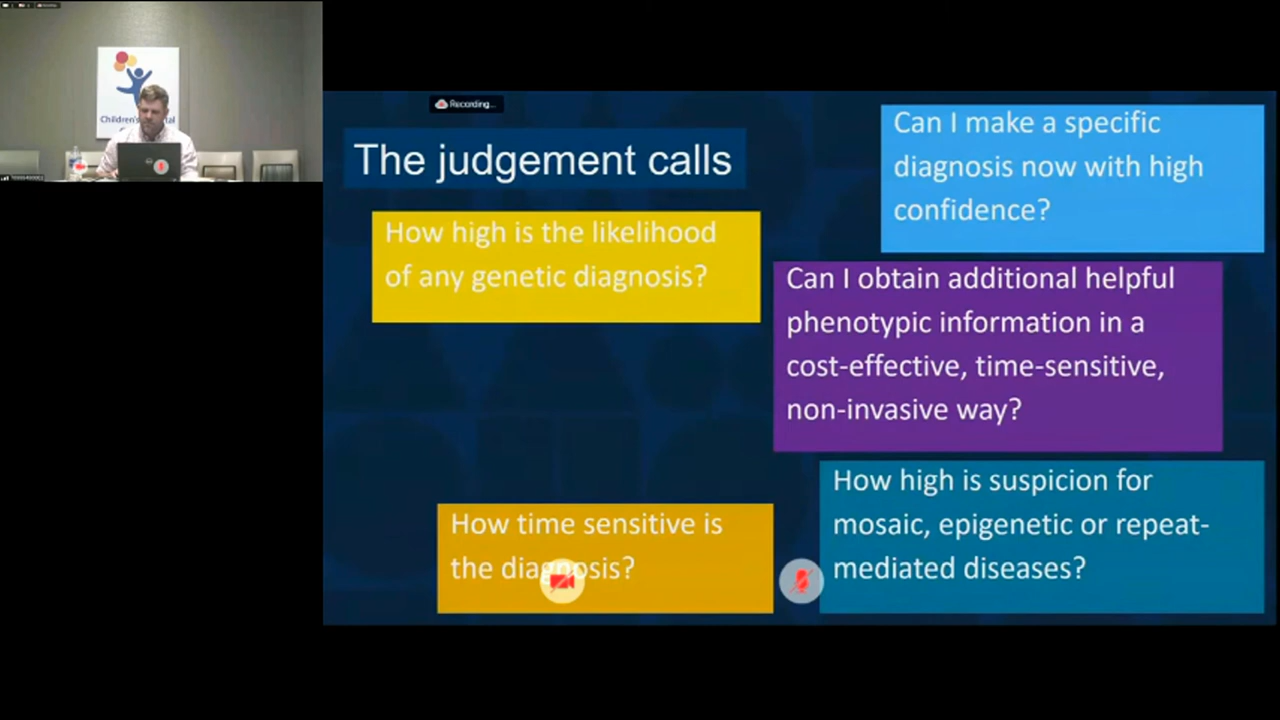 Recording...
The judgement calls
Can I make a specific
diagnosis now with high
confidence?
How high is the likelihood
of any genetic diagnosis?
Can I obtain additional helpful
phenotypic information in a
cost-effective, time-sensitive,
non-invasive way?
How time sensitive is
the diagnosis?
How high is suspicion for
mosaic, epigenetic or repeat-
mediated diseases?